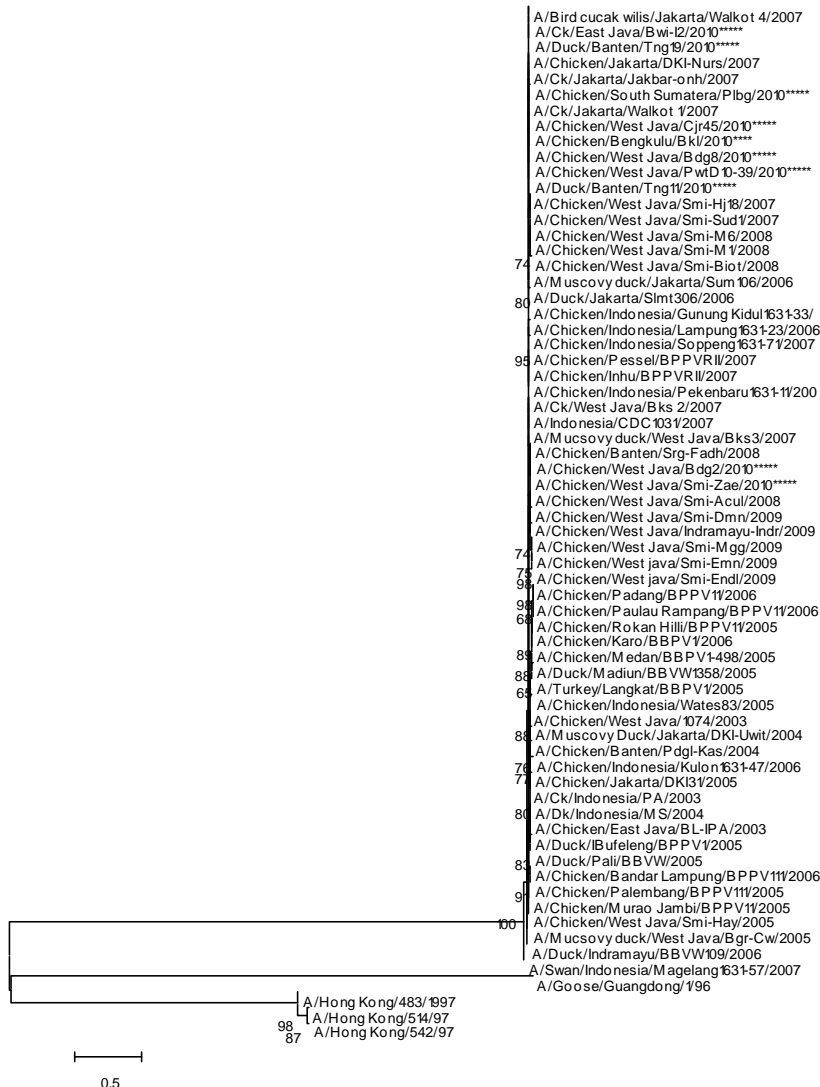 A/Bird cucak wilis/Jakarta/Walkot 4/2007
A/Ck/East Java/Bwi-I2/2010*****
A/Duck/Banten/Tng19/2010*****
A/Chicken/Jakarta/DKI-Nurs/2007
A/Ck/Jakarta/Jakbar-onh/2007
A/Chicken/South Sumatera/Plbg/2010*****
A/Ck/Jakarta/Walkot 1/2007
A/Chicken/West Java/Cjr45/2010*****
A/Chicken/Bengkulu/Bkl/2010****
A/Chicken/West Java/Bdg8/2010*****
A/Chicken/West Java/PwtD10-39/2010*****
A/Duck/Banten/Tng11/2010*****
A/Chicken/West Java/Smi-Hj18/2007
A/Chicken/West Java/Smi-Sud1/2007
A/Chicken/West Java/Smi-M6/2008
A/Chicken/West Java/Smi-M1/2008
74 A/Chicken/West Java/Smi-Biot/2008
A/Muscovy duck/Jakarta/Sum106/2006
80 A/Duck/Jakarta/Slmt306/2006
A/Chicken/Indonesia/Gunung Kidul1631-33/
A/Chicken/Indonesia/Lampung1631-23/2006
A/Chicken/Indonesia/Soppeng1631-71/2007
95 A/Chicken/Pessel/BPPVRII/2007
A/Chicken/Inhu/BPPVRII/2007
A/Chicken/Indonesia/Pekenbaru1631-11/200
A/Ck/West Java/Bks 2/2007
A/Indonesia/CDC1031/2007
A/Mucsovy duck/West Java/Bks3/2007
A/Chicken/Banten/Srg-Fadh/2008
A/Chicken/West Java/Bdg2/2010*****
A/Chicken/West Java/Smi-Zae/2010*****
A/Chicken/West Java/Smi-Acul/2008
A/Chicken/West Java/Smi-Dmn/2009
A/Chicken/West Java/Indramayu-Indr/2009
74 A/Chicken/West Java/Smi-Mgg/2009
75 A/Chicken/West java/Smi-Emn/2009
98 A/Chicken/West java/Smi-Endl/2009
A/Chicken/Padang/BPPV11/2006
98 A/Chicken/Paulau Rampang/BPPV11/2006
68 A/Chicken/Rokan Hilli/BPPV11/2005
A/Chicken/Karo/BBPV1/2006
89 A/Chicken/Medan/BBPV1-498/2005
88 A/Duck/Madiun/BBVW1358/2005
65 A/Turkey/Langkat/BBPV1/2005
A/Chicken/Indonesia/Wates83/2005
A/Chicken/West Java/1074/2003
88 A/Muscovy Duck/Jakarta/DKI-Uwit/2004
A/Chicken/Banten/Pdgl-Kas/2004
76 A/Chicken/Indonesia/Kulon1631-47/2006
77 A/Chicken/Jakarta/DKI31/2005
A/Ck/Indonesia/PA/2003
80 A/Dk/Indonesia/MS/2004
A/Chicken/East Java/BL-IPA/2003
A/Duck/IBufeleng/BPPV1/2005
83 A/Duck/Pali/BBVW/2005
A/Chicken/Bandar Lampung/BPPV111/2006
91 A/Chicken/Palembang/BPPV111/2005
A/Chicken/Murao Jambi/BPPV11/2005
100 A/Chicken/West Java/Smi-Hay/2005
A/Mucsovy duck/West Java/Bgr-Cw/2005
A/Duck/Indramayu/BBVW109/2006
A/Swan/Indonesia/Magelang1631-57/2007
A/Goose/Guangdong/1/96
A/Hong Kong/483/1997
98 A/Hong Kong/514/97
87 A/Hong Kong/542/97
0.5